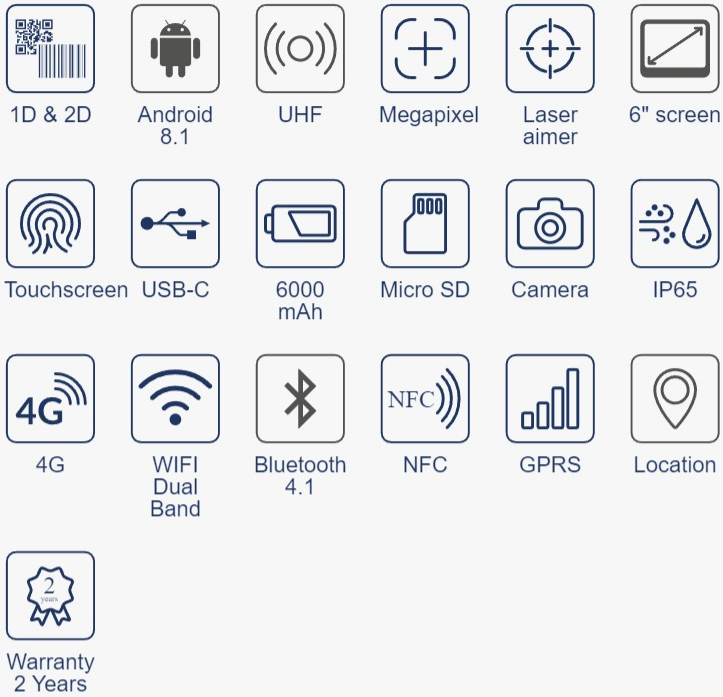 1D & 2D
Android
8.1
UHF
Megapixel
Laser
aimer
6" screen
Touchscreen
USB-C
6000
mAh
Micro SD
Camera
IP65
4G
4G
WIFI
Dual
Band
Bluetooth
4.1
NFC
NFC
GPRS
Location
2
years
Warranty
2 Years